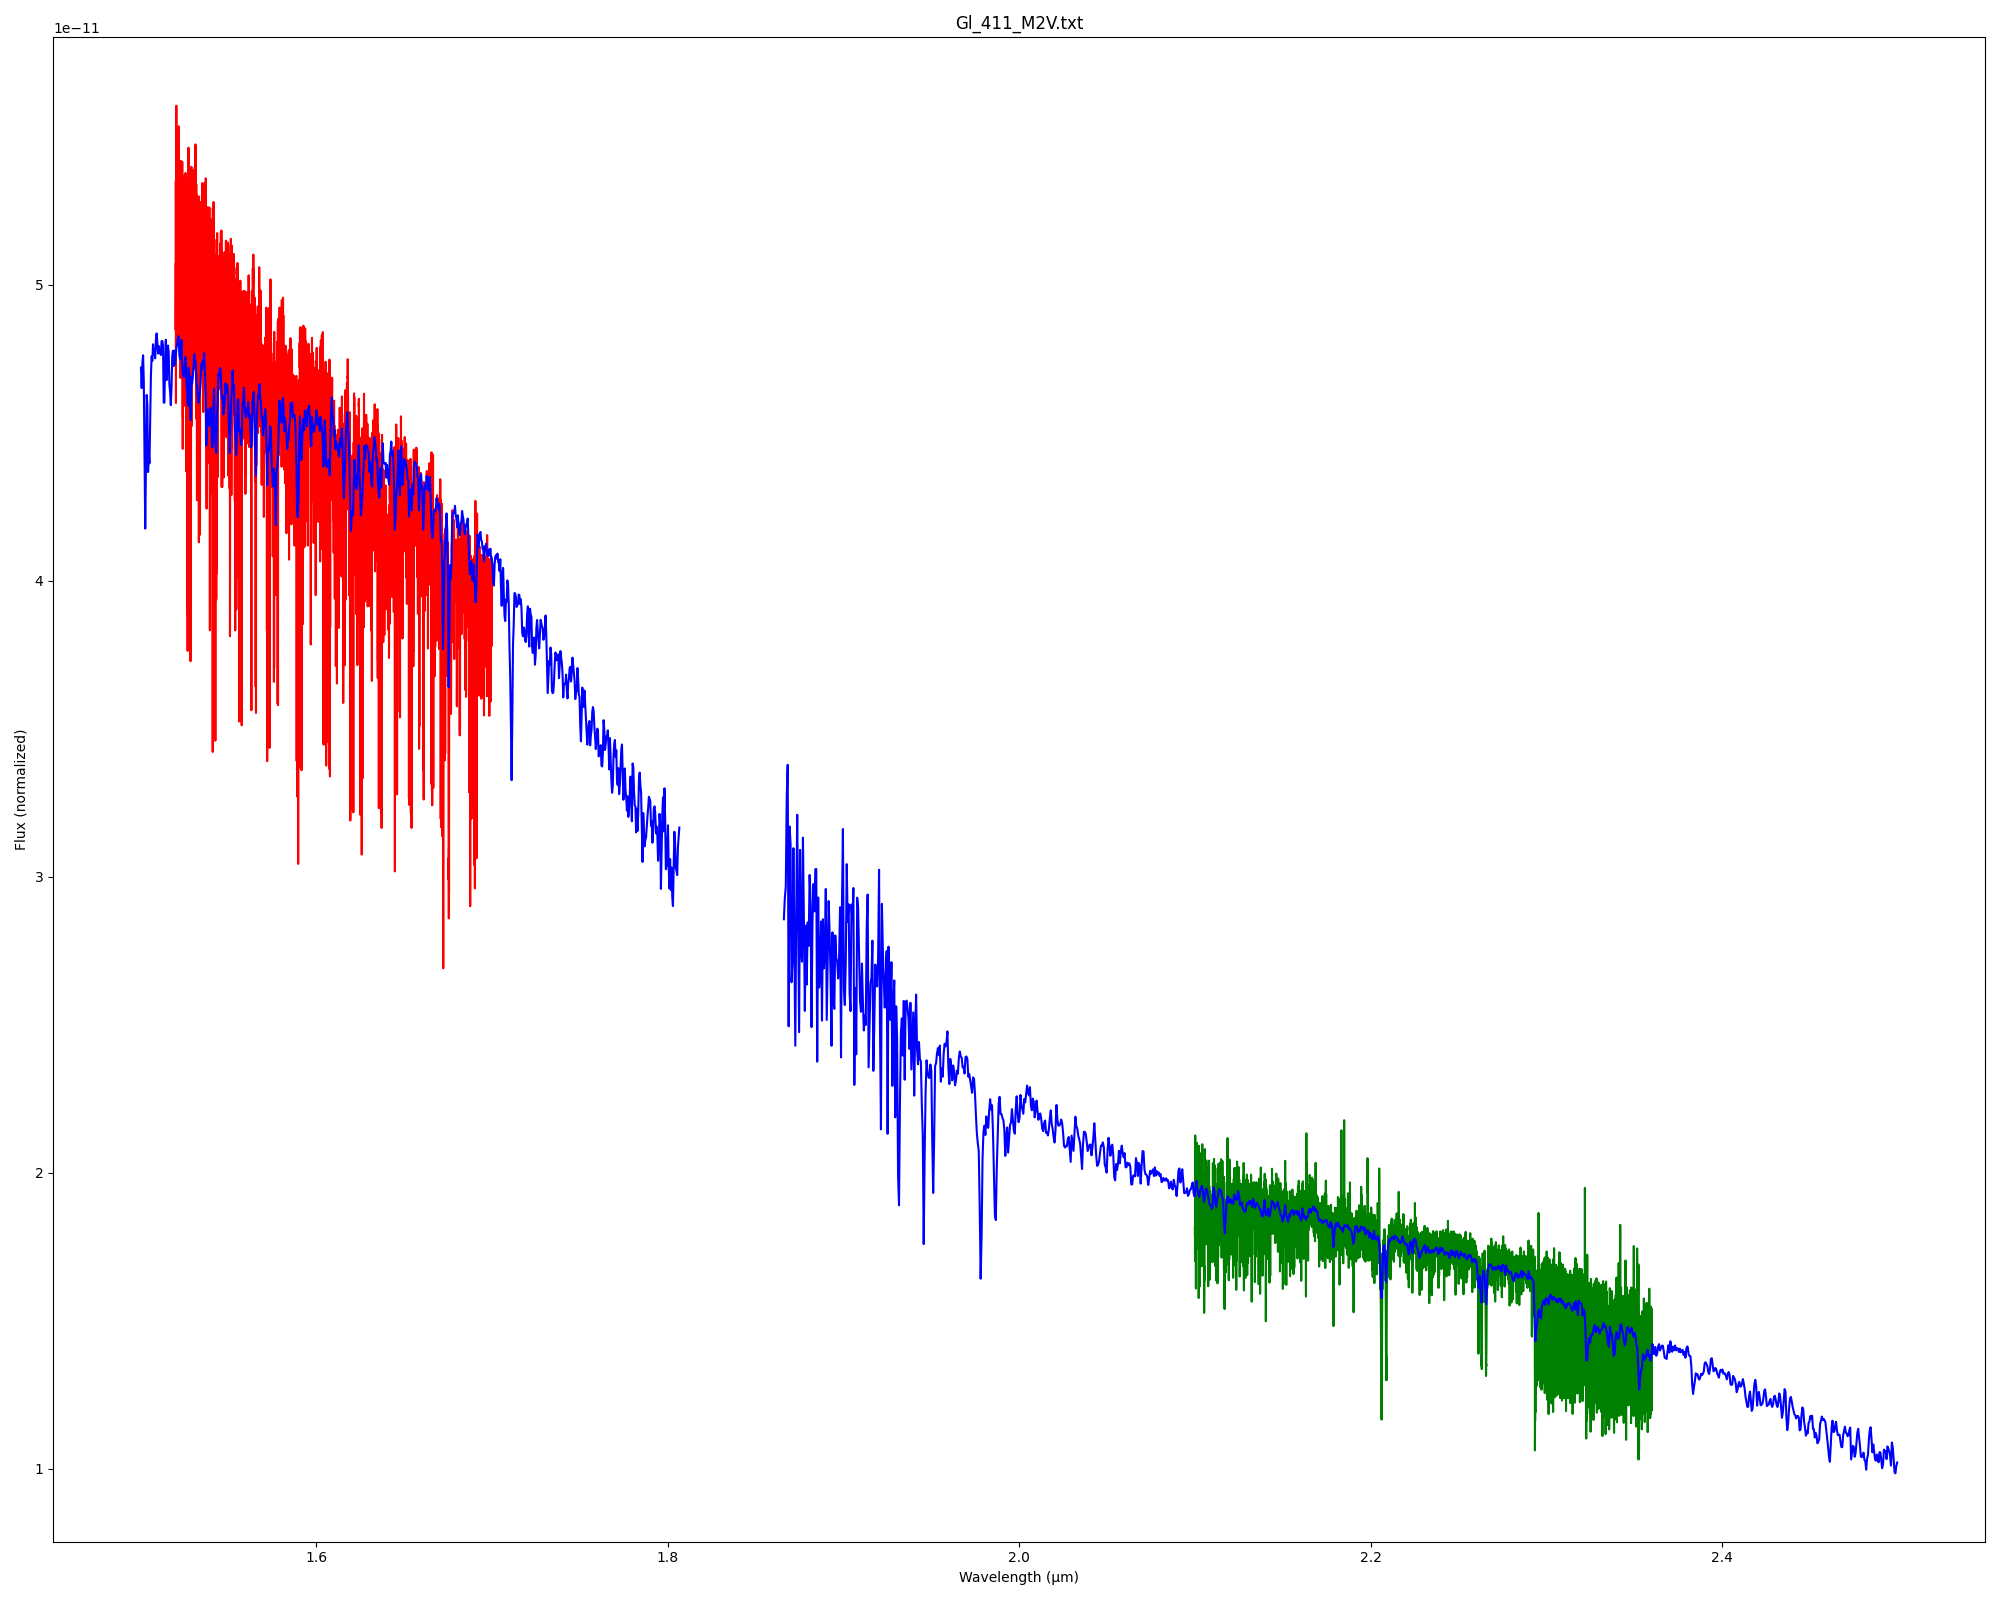 Gl_411_M2V.txt
1e−11
5
4
3
2
1
Flux (normalized)
1.6 1.8 2.0 2.2 2.4
Wavelength (μm)